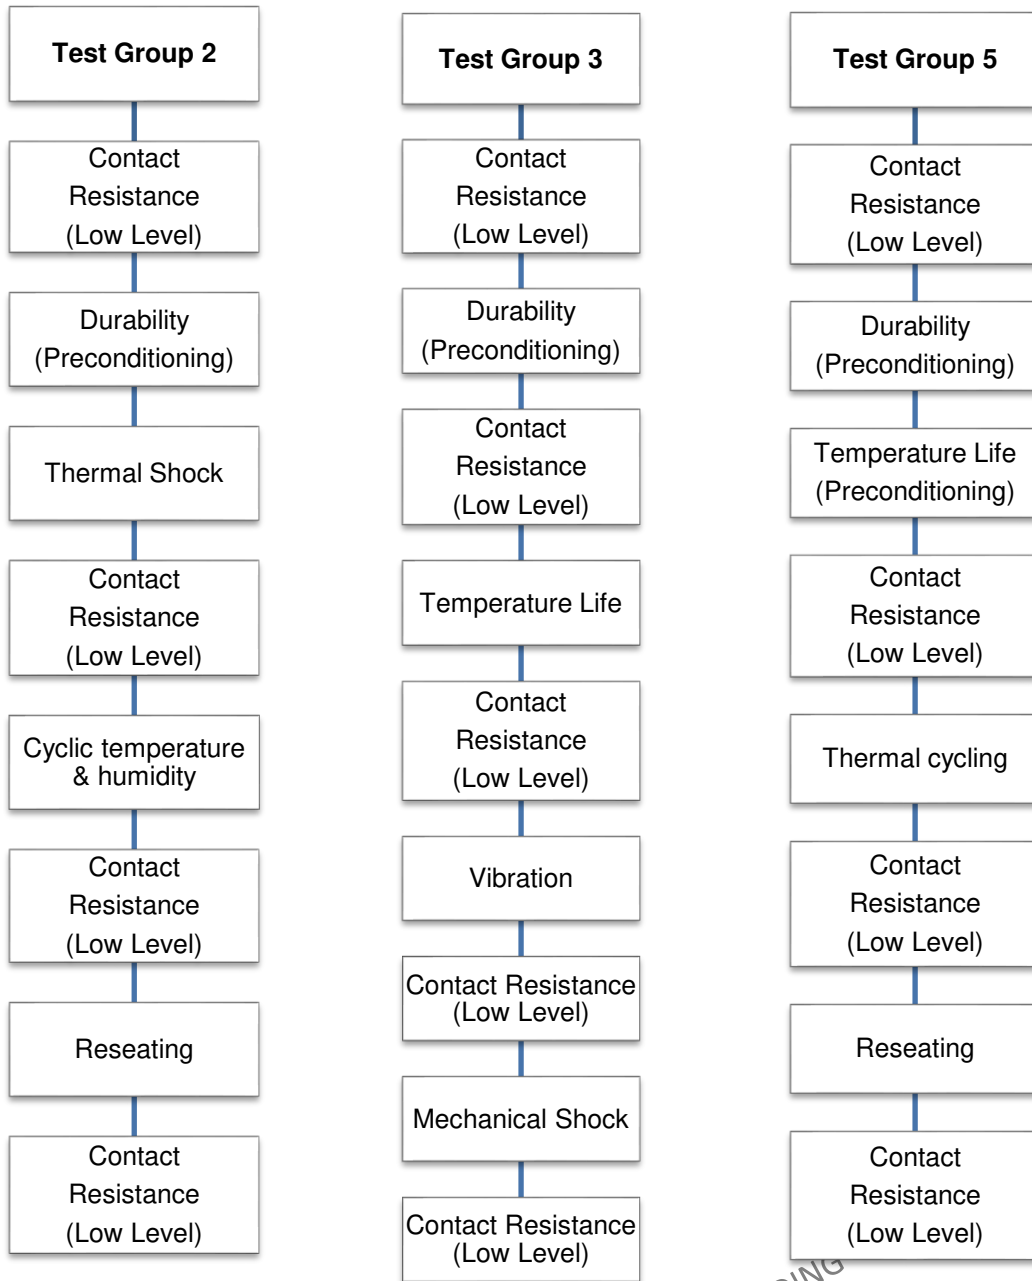 Test Group 2
Contact
Resistance
(Low Level)
Durability
(Preconditioning)
Thermal Shock
Contact
Resistance
(Low Level)
Cyclic temperature
& humidity
Contact
Resistance
(Low Level)
Reseating
Contact
Resistance
(Low Level)
Test Group 3
Contact
Resistance
(Low Level)
Durability
(Preconditioning)
Contact
Resistance
(Low Level)
Temperature Life
Contact
Resistance
(Low Level)
Vibration
Contact Resistance
(Low Level)
Mechanical Shock
Contact Resistance
(Low Level)
Test Group 5
Contact
Resistance
(Low Level)
Durability
(Preconditioning)
Temperature Life
(Preconditioning)
Contact
Resistance
(Low Level)
Thermal cycling
Contact
Resistance
(Low Level)
Reseating
Contact
Resistance
(Low Level)